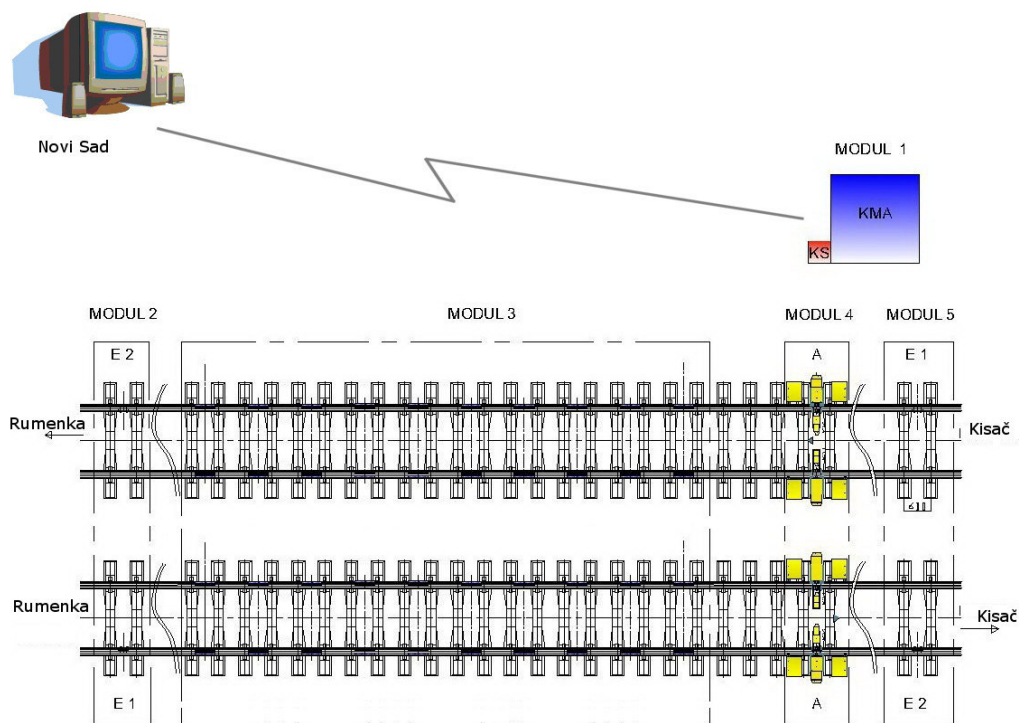 Novi Sad
MODUL 1
KMA
KS
MODUL 2
MODUL 3
MODUL 4
MODUL 5
E 2
A
E 1
Rumenka
Kisač
Rumenka
Kisač
E 1
A
E 2